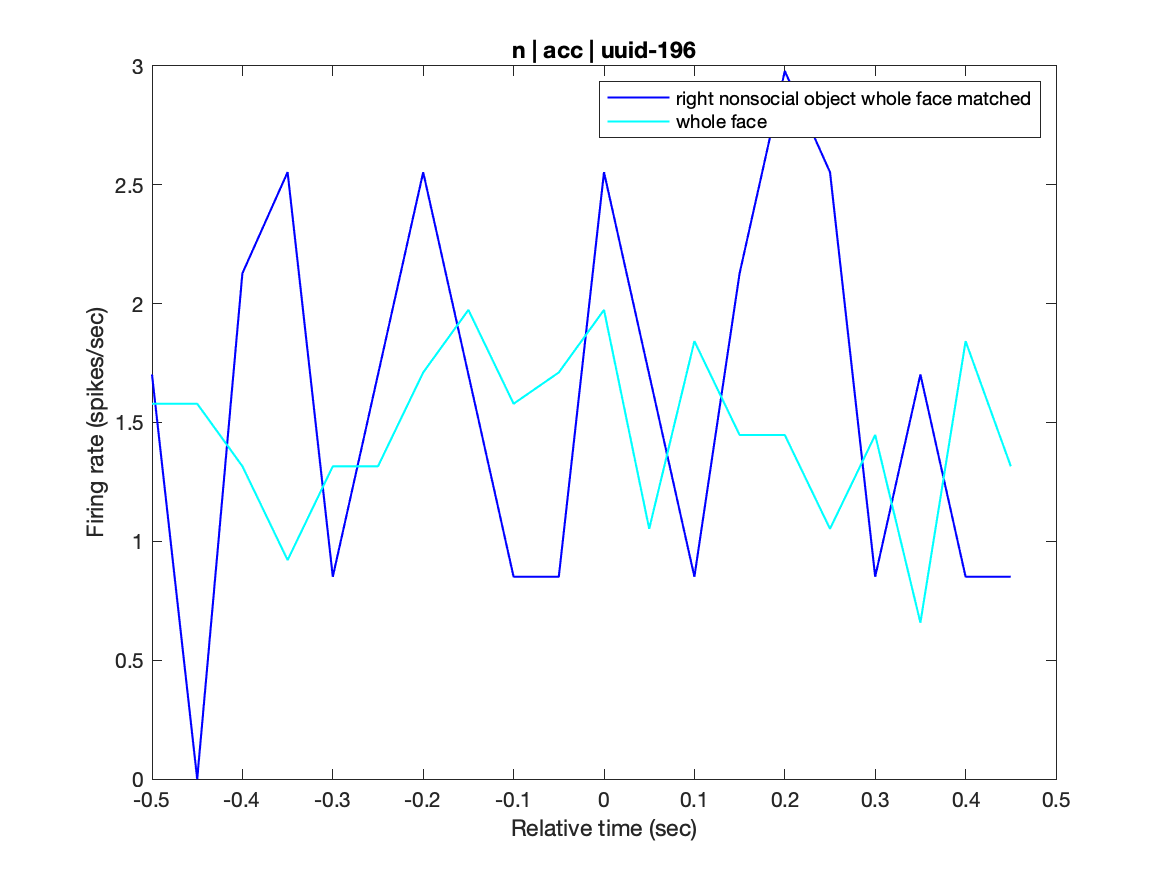 n | acc | uuid-196
right nonsocial object whole face matched
whole face
3
2.5
2
1.5
1
0.5
0
Firing rate (spikes/sec)
-0.5 -0.4 -0.3 -0.2 -0.1 0 0.1 0.2 0.3 0.4 0.5
Relative time (sec)